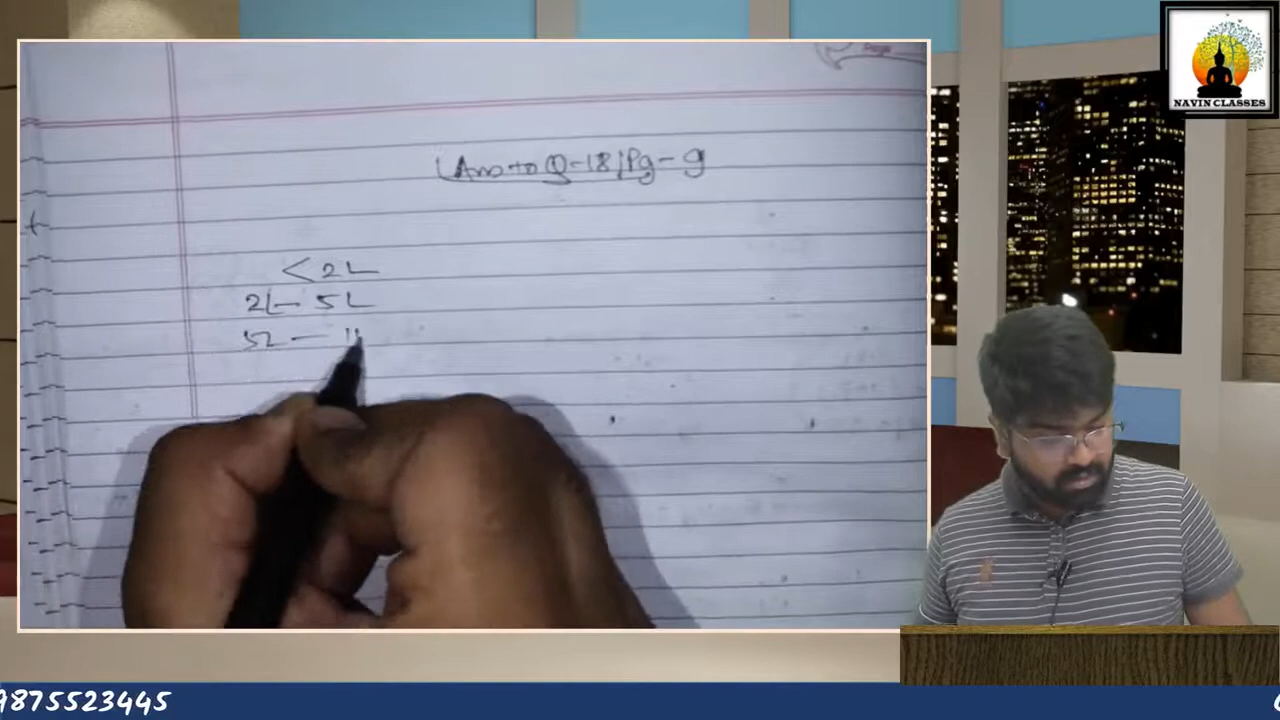 NAVIN CLASSES
(Ans to Q-18|Pg-9
< 2L
2L - 5L
5L -
9875523445